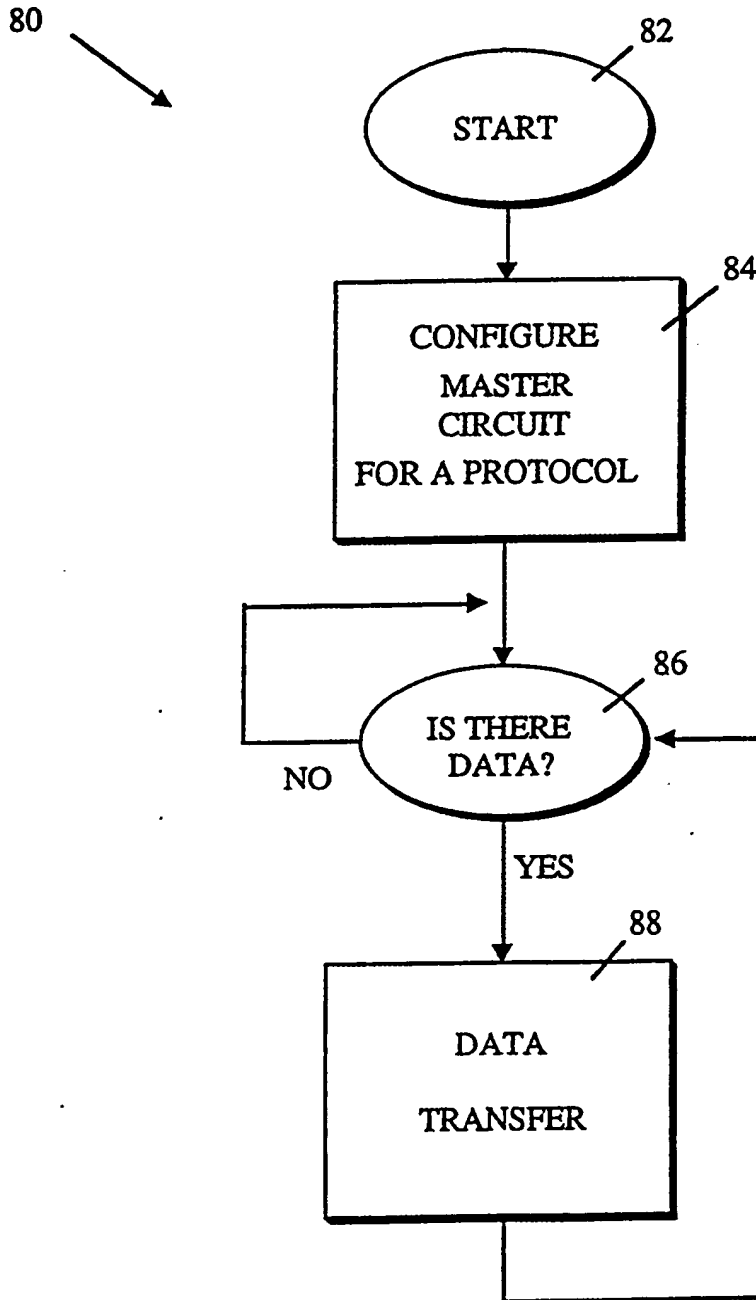 80
82
START
84
CONFIGURE
MASTER
CIRCUIT
FOR A PROTOCOL
86
IS THERE
DATA?
NO
YES
88
DATA
TRANSFER